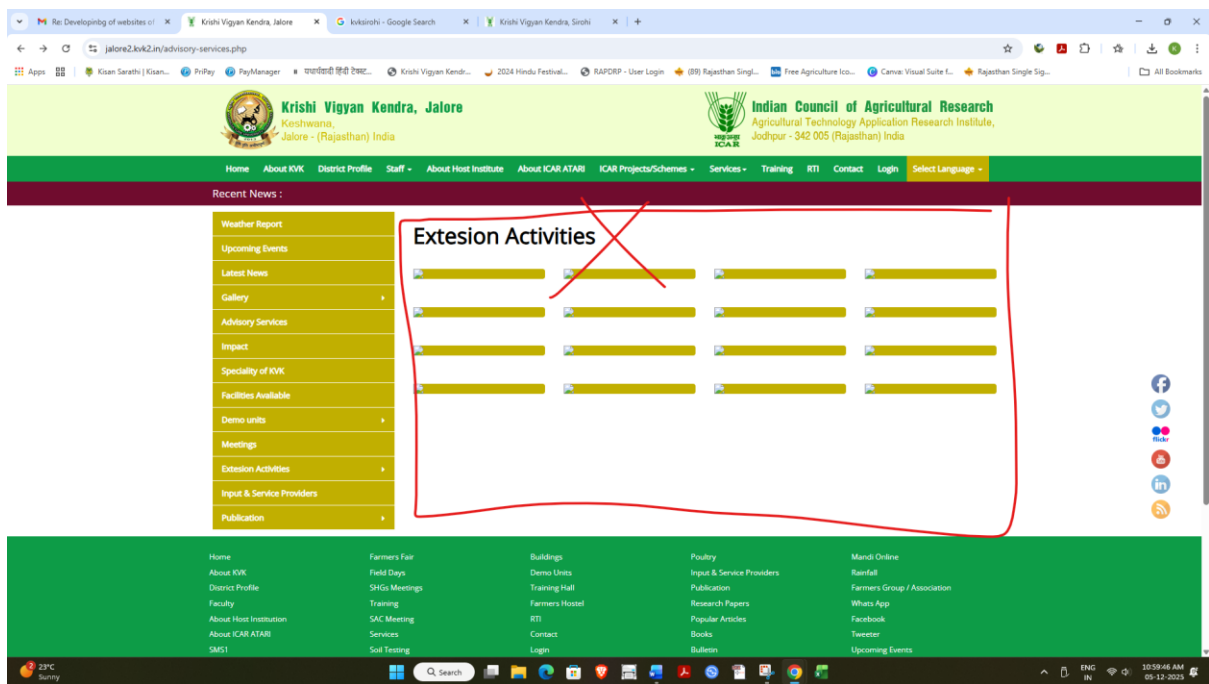 Re: Developinbg of websites of
Krishi Vigyan Kendra, Jalore
kvksirohi - Google Search
Krishi Vigyan Kendra, Sirohi
jalore2.kvk2.in/advisory-services.php
Apps
Kisan Sarathi | Kisan...
PriPay
PayManager
यथार्थवादी हिंदी टेक्स्ट...
Krishi Vigyan Kendr...
2024 Hindu Festival...
RAPDRP - User Login
(89) Rajasthan Singl...
Free Agriculture Ico...
Canva: Visual Suite f...
Rajasthan Single Sig...
All Bookmarks
Krishi Vigyan Kendra, Jalore
Keshwana,
Jalore - (Rajasthan) India
ICAR
Indian Council of Agricultural Research
Agricultural Technology Application Research Institute,
Jodhpur - 342 005 (Rajasthan) India
Home About KVK District Profile Staff About Host Institute About ICAR ATARI ICAR Projects/Schemes Services Training RTI Contact Login Select Language
Recent News :
Weather Report
Upcoming Events
Latest News
Gallery
Advisory Services
Impact
Speciality of KVK
Facilities Available
Demo units
Meetings
Extesion Activities
Input & Service Providers
Publication
Extesion Activities
flickr
in
Home Farmers Fair Buildings Poultry Mandi Online
About KVK Field Days Demo Units Input & Service Providers Rainfall
District Profile SHGs Meetings Training Hall Publication Farmers Group / Association
Faculty Training Farmers Hostel Research Papers Whats App
About Host Institution SAC Meeting RTI Popular Articles Facebook
About ICAR ATARI Services Contact Books Tweeter
SMS1 Soil Testing Login Bulletin Upcoming Events
2
23°C
Sunny
Search
ENG
IN
10:59:46 AM
05-12-2025